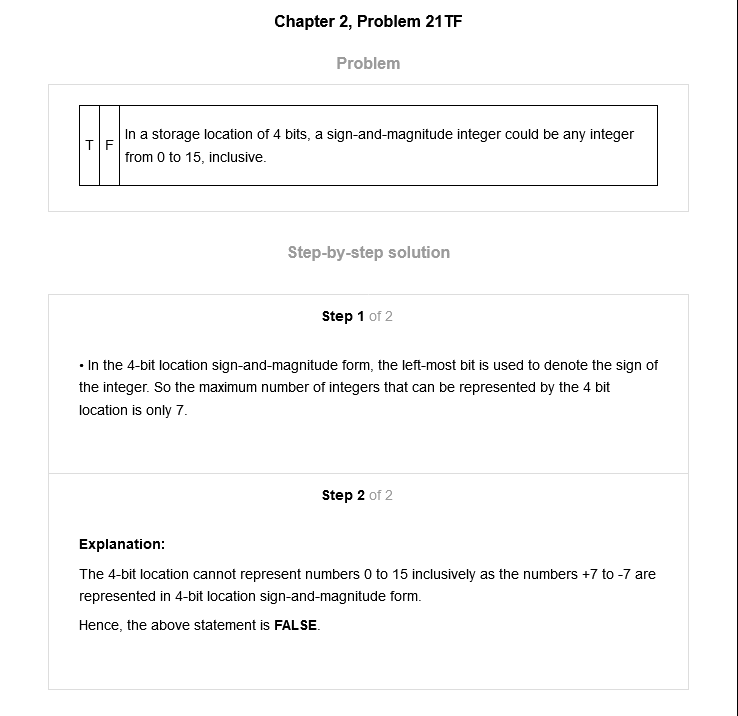 Chapter 2, Problem 21TF
Problem
T F In a storage location of 4 bits, a sign-and-magnitude integer could be any integer
from 0 to 15, inclusive.
Step-by-step solution
Step 1 of 2
• In the 4-bit location sign-and-magnitude form, the left-most bit is used to denote the sign of
the integer. So the maximum number of integers that can be represented by the 4 bit
location is only 7.
Step 2 of 2
Explanation:
The 4-bit location cannot represent numbers 0 to 15 inclusively as the numbers +7 to -7 are
represented in 4-bit location sign-and-magnitude form.
Hence, the above statement is FALSE.